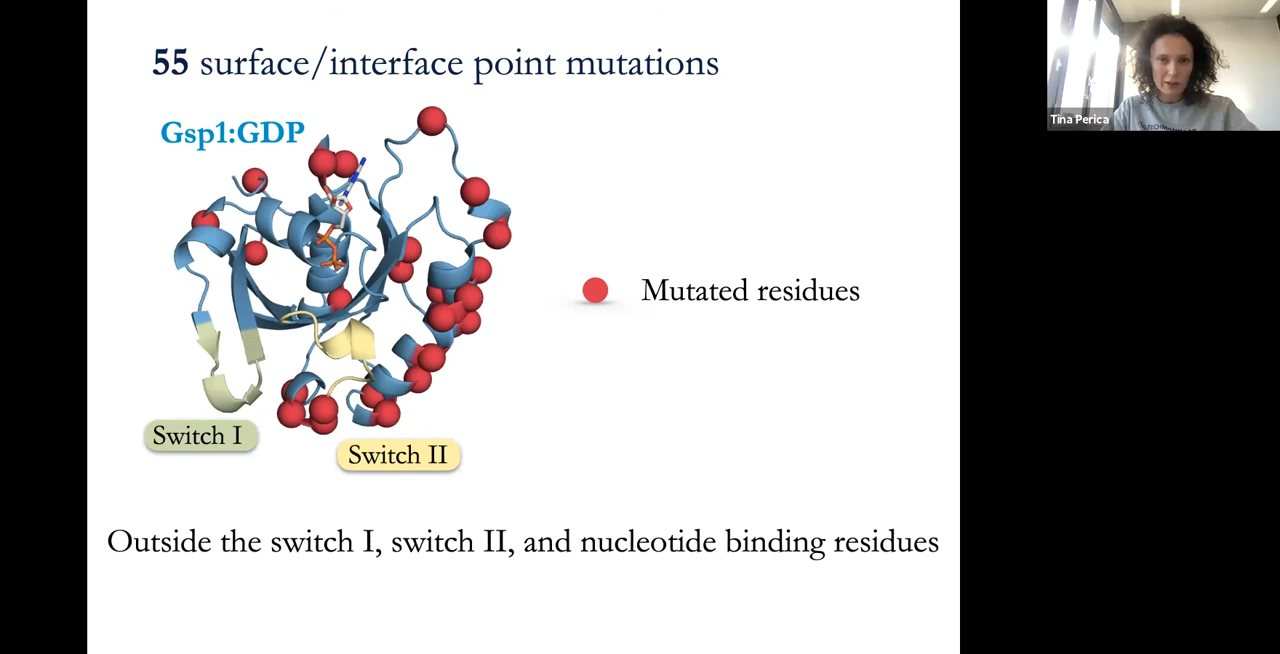 55 surface/interface point mutations
Gsp1:GDP
Mutated residues
Switch I
Switch II
Outside the switch I, switch II, and nucleotide binding residues
Tina Perica